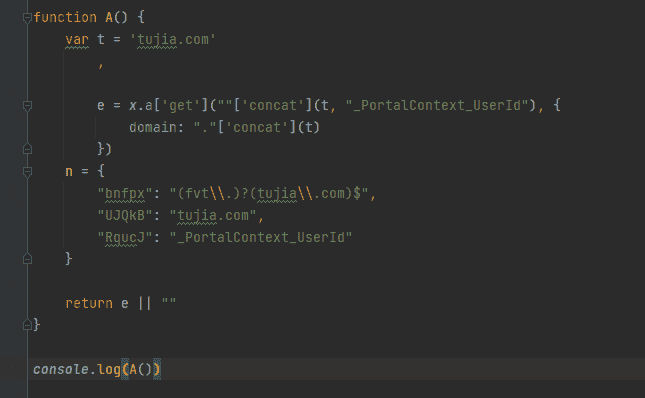 function A() {
var t = 'tujia.com'
,
e = x.a['get'](""['concat'](t, "_PortalContext_UserId"), {
domain: "."['concat'](t)
})
n = {
"bnfpx": "(fvt\\.)?(tujia\\.com)$",
"UJQkB": "tujia.com",
"RqucJ": "_PortalContext_UserId"
}
return e || ""
}
console.log(A())